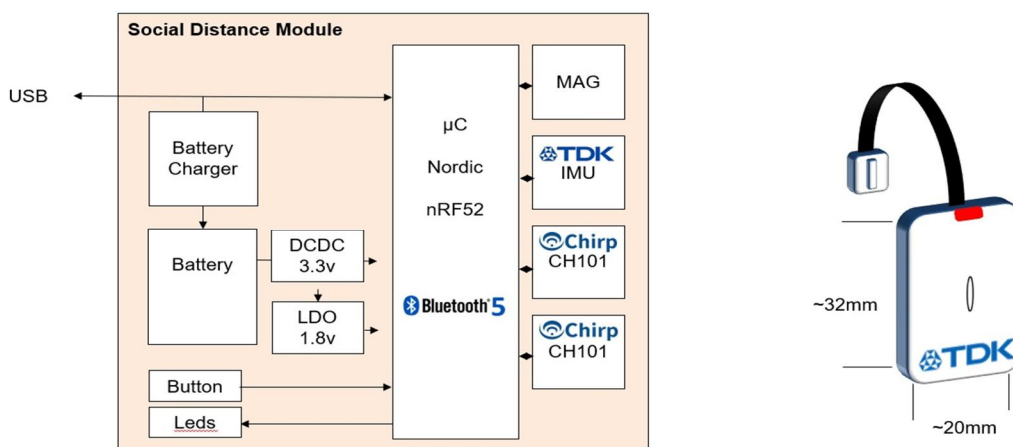 Social Distance Module
USB
Battery
Charger
Battery
DCDC
3.3v
LDO
1.8v
Button
Leds
µC
Nordic
nRF52
Bluetooth® 5
MAG
TDK
IMU
Chirp
CH101
Chirp
CH101
~32mm
TDK
~20mm